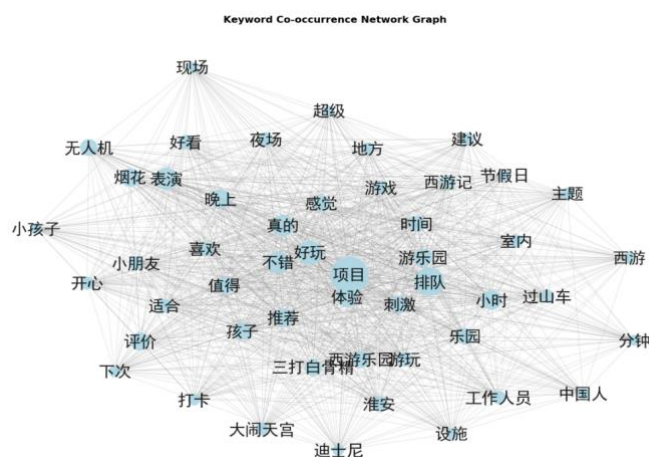 Keyword Co-occurrence Network Graph
现场
超级
无人机
好看
夜场
地方
建议
烟花
表演
游戏
西游记
节假日
主题
晚上
感觉
小孩子
真的
时间
喜欢
好玩
室内
小朋友
不错
游乐园
西游
开心
值得
项目
排队
适合
体验
刺激
小时
过山车
推荐
评价
孩子
乐园
分钟
下次
三打白骨精
西游乐园
游玩
打卡
淮安
工作人员
中国人
大闹天宫
设施
迪士尼